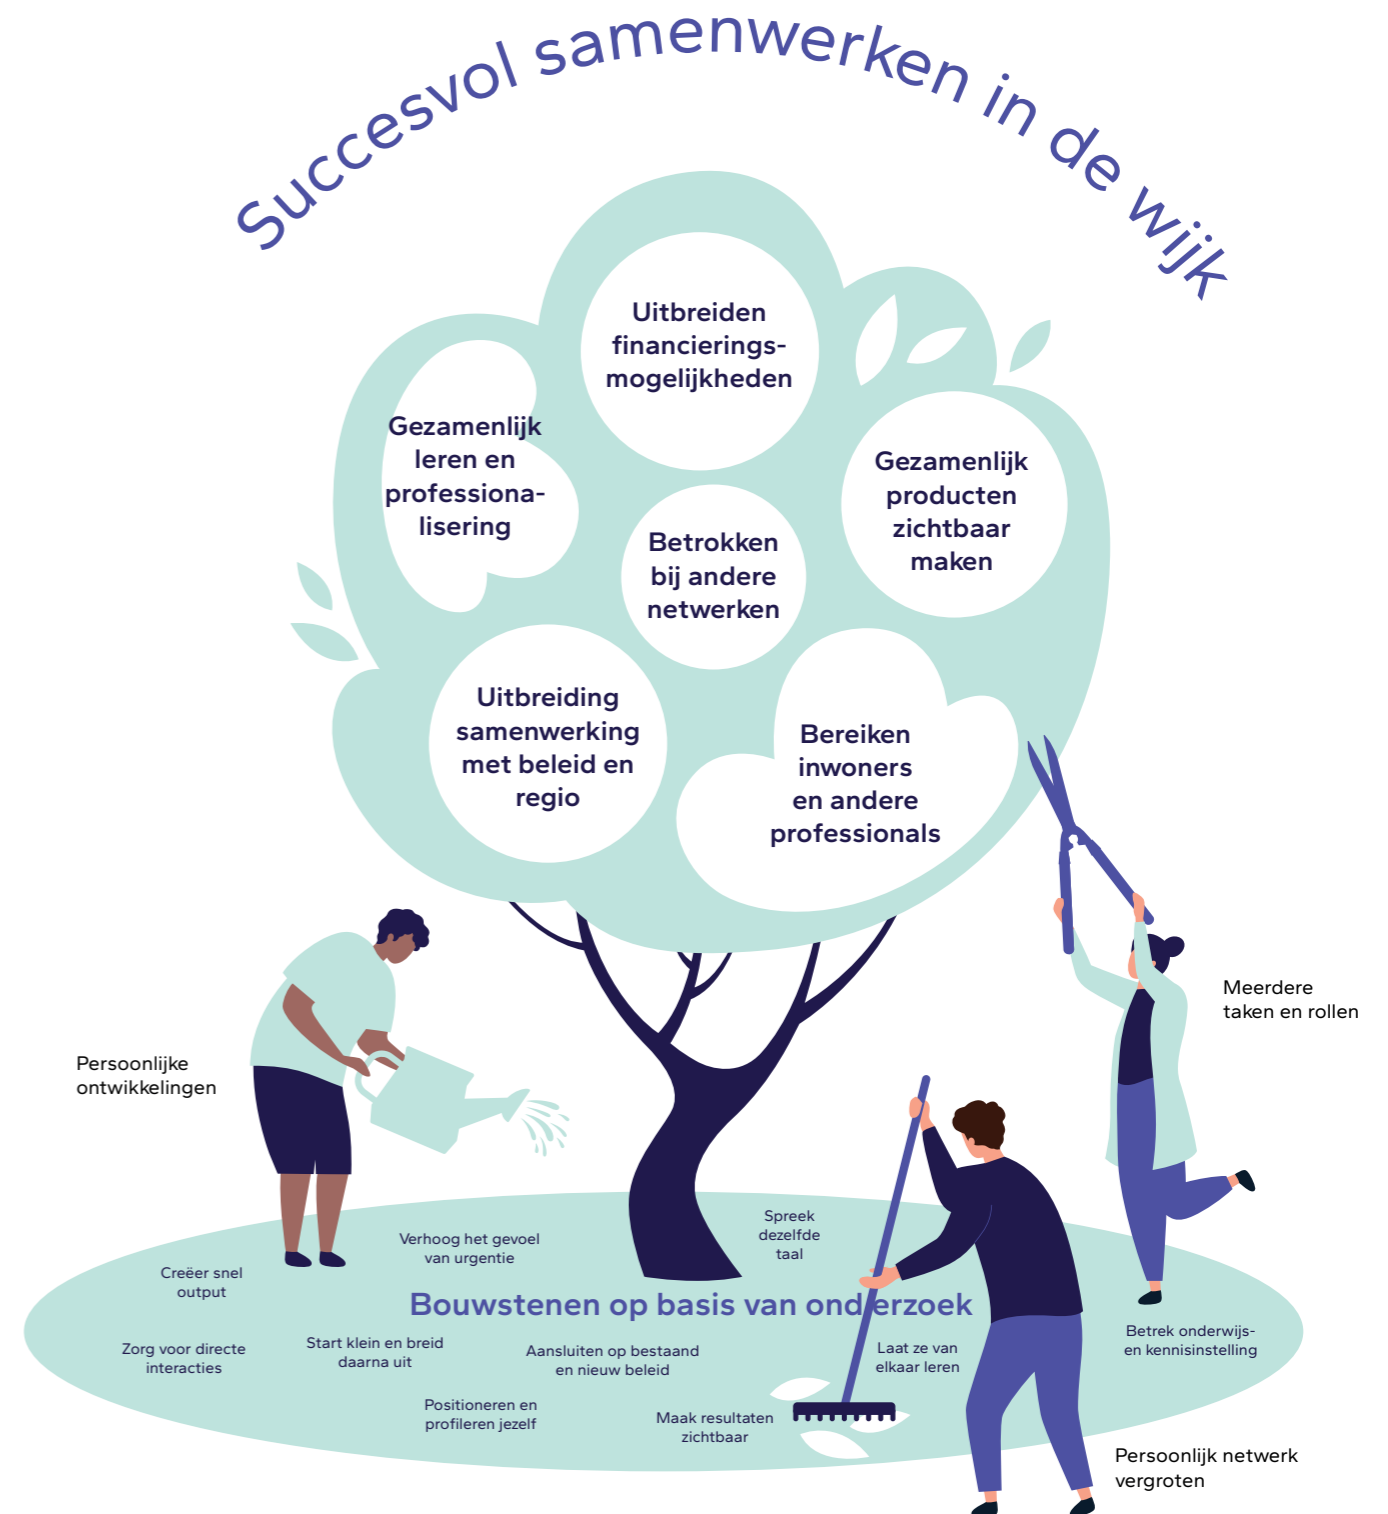 Succesvol samenwerken in de wijk
Uitbreiden
financierings-
mogelijkheden
Gezamenlijk
leren en
professiona-
lisering
Gezamenlijk
producten
zichtbaar
maken
Betrokken
bij andere
netwerken
Uitbreiding
samenwerking
met beleid en
regio
Bereiken
inwoners
en andere
professionals
Meerdere
taken en rollen
Persoonlijke
ontwikkelingen
Spreek
dezelfde
taal
Verhoog het gevoel
van urgentie
Creëer snel
output
Bouwstenen op basis van onderzoek
Zorg voor directe
interacties
Start klein en breid
daarna uit
Aansluiten op bestaand
en nieuw beleid
Laat ze van
elkaar leren
Betrek onderwijs-
en kennisinstelling
Positioneren en
profileren jezelf
Maak resultaten
zichtbaar
Persoonlijk netwerk
vergroten